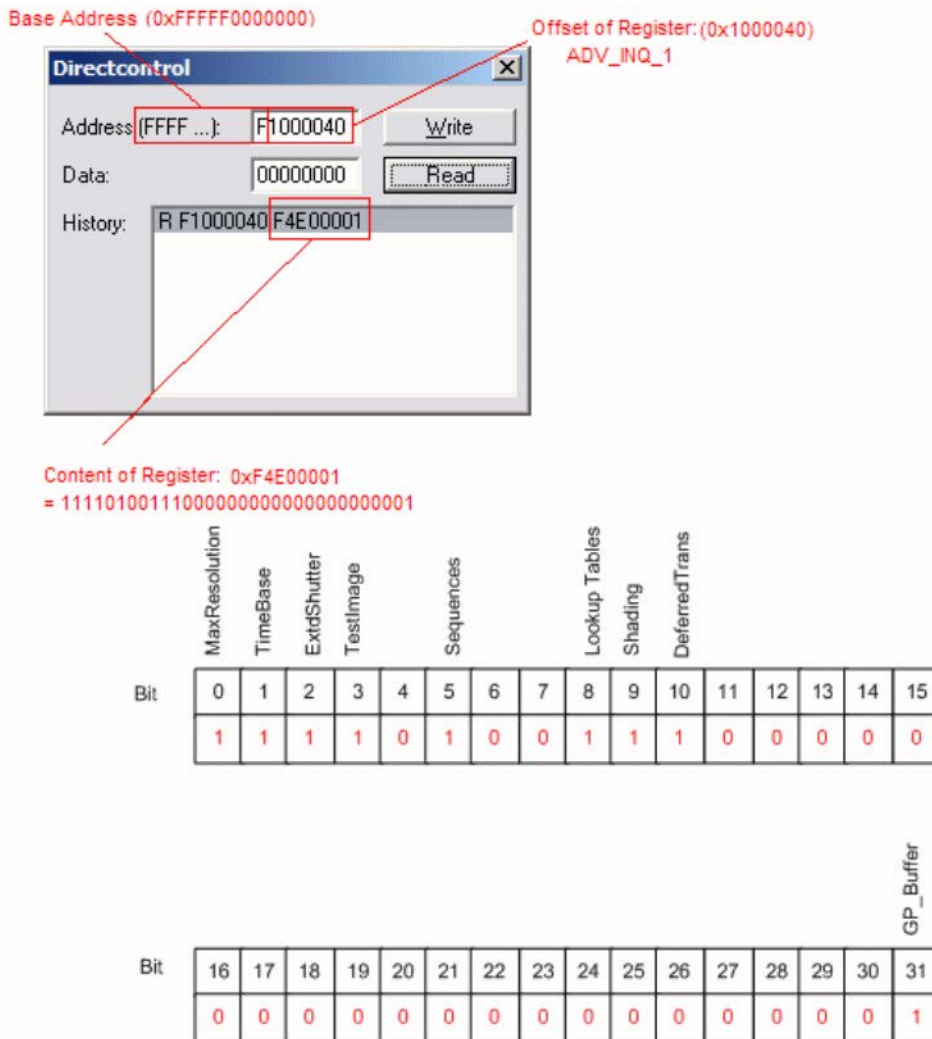 Base Address (0xFFFFF0000000)
Offset of Register: (0x1000040)
ADV_INQ_1
Directcontrol
Address (FFFF ...): F1000040 Write
Data: 00000000 Read
History: R F1000040 F4E00001
Content of Register: 0xF4E00001
= 11110100111000000000000000000001
MaxResolution TimeBase ExtdShutter TestImage Sequences Lookup Tables Shading DeferredTrans
Bit 0 1 2 3 4 5 6 7 8 9 10 11 12 13 14 15
1 1 1 1 0 1 0 0 1 1 1 0 0 0 0 0
GP_Buffer
Bit 16 17 18 19 20 21 22 23 24 25 26 27 28 29 30 31
0 0 0 0 0 0 0 0 0 0 0 0 0 0 0 1